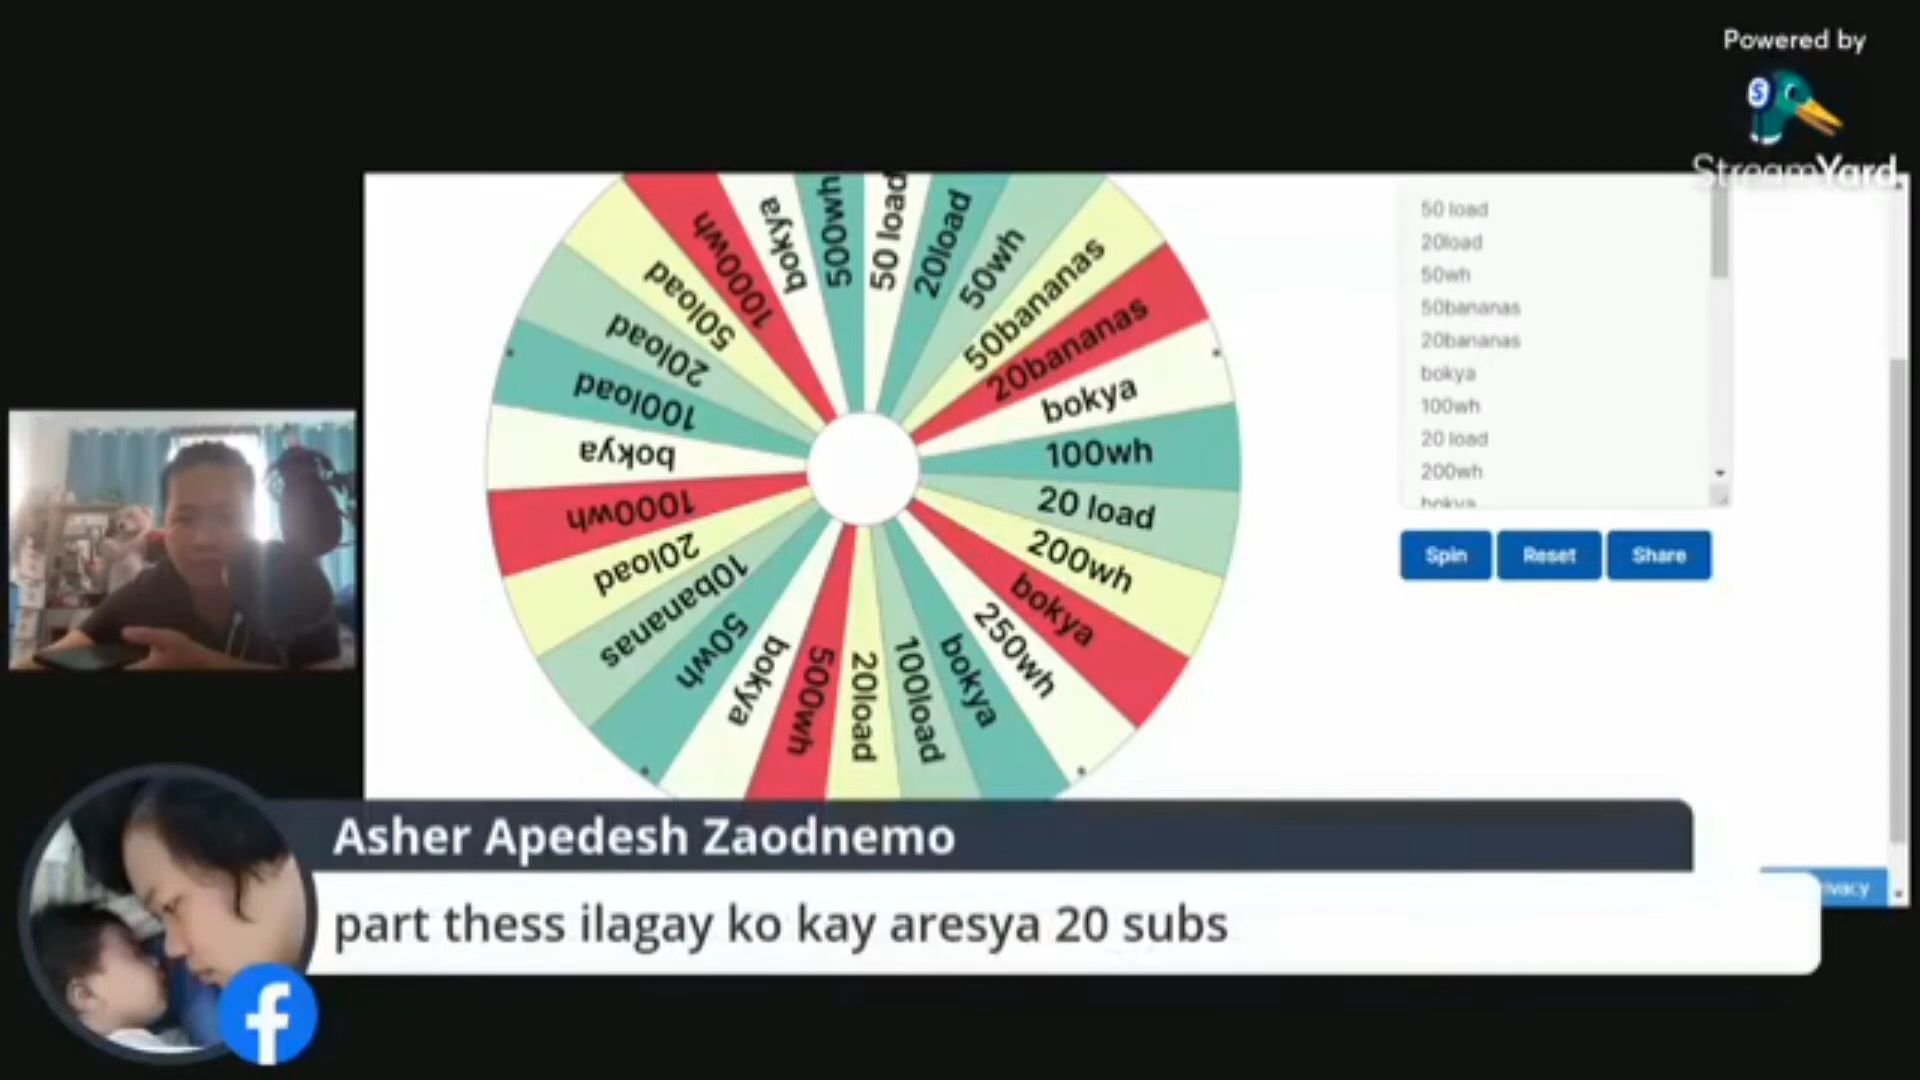 Powered by
StreamYard
50 load
20load
50wh
50bananas
20bananas
bokya
100wh
20 load
200wh
bokya
250wh
bokya
100load
20load
500wh
bokya
50wh
10bananas
20load
1000wh
bokya
100load
20load
50load
1000wh
bokya
500wh
50 load
20load
50wh
50bananas
20bananas
bokya
100wh
20 load
200wh
bokya
Spin
Reset
Share
Asher Apedesh Zaodnemo
part thess ilagay ko kay aresya 20 subs